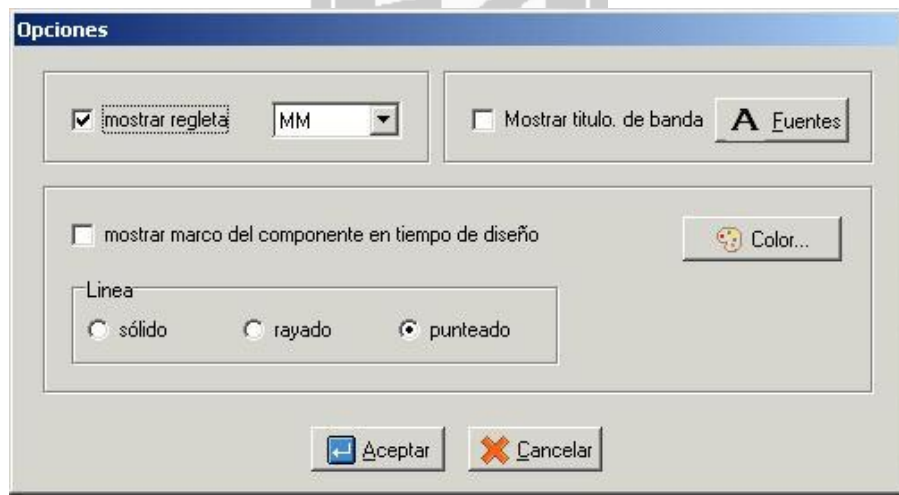 Opciones
mostrar regleta MM
Mostrar titulo. de banda A Fuentes
mostrar marco del componente en tiempo de diseño
Color...
Linea
sólido rayado punteado
Aceptar Cancelar